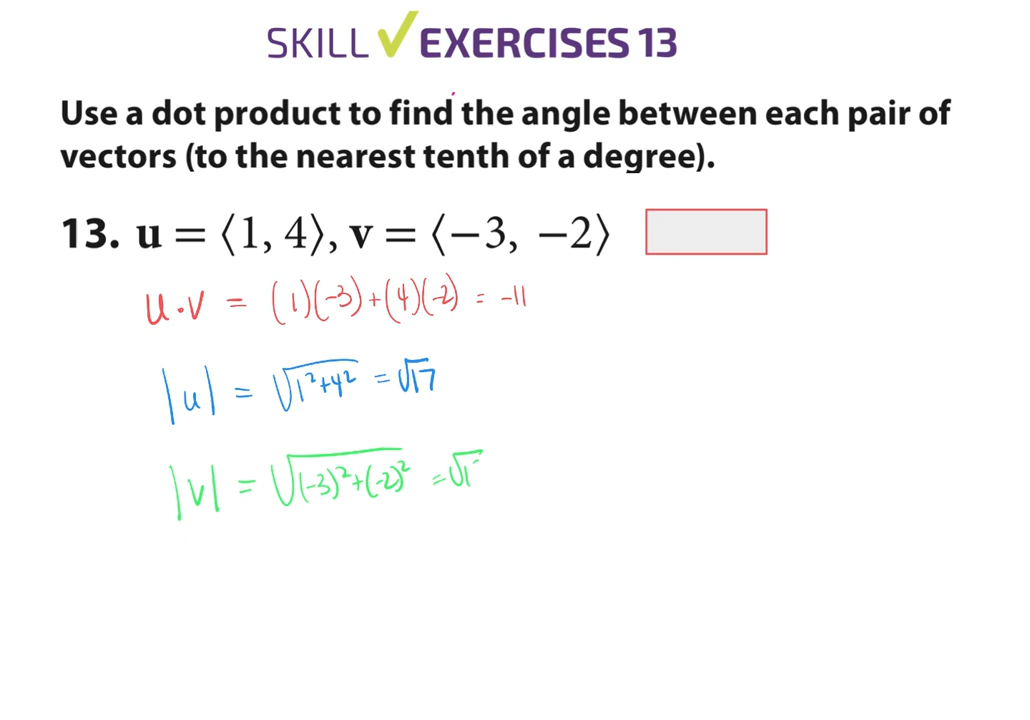 SKILL EXERCISES 13
Use a dot product to find the angle between each pair of
vectors (to the nearest tenth of a degree).
13. u = ⟨1, 4⟩, v = ⟨−3, −2⟩
u·v = (1)(-3)+(4)(-2) = -11
|u| = √1²+4² = √17
|v| = √(-3)²+(-2)² = √1